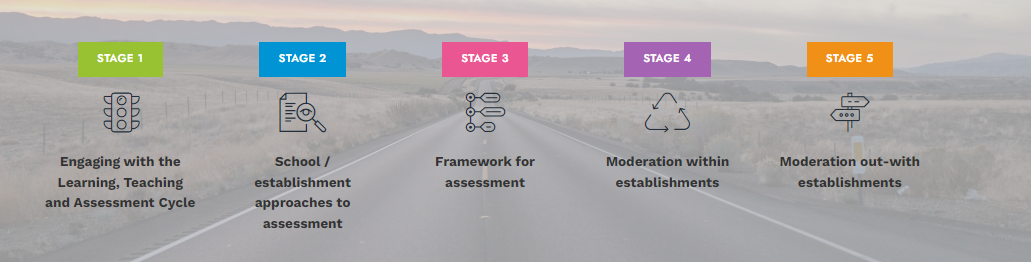 STAGE 1
Engaging with the
Learning, Teaching
and Assessment Cycle
STAGE 2
School /
establishment
approaches to
assessment
STAGE 3
Framework for
assessment
STAGE 4
Moderation within
establishments
STAGE 5
Moderation out-with
establishments